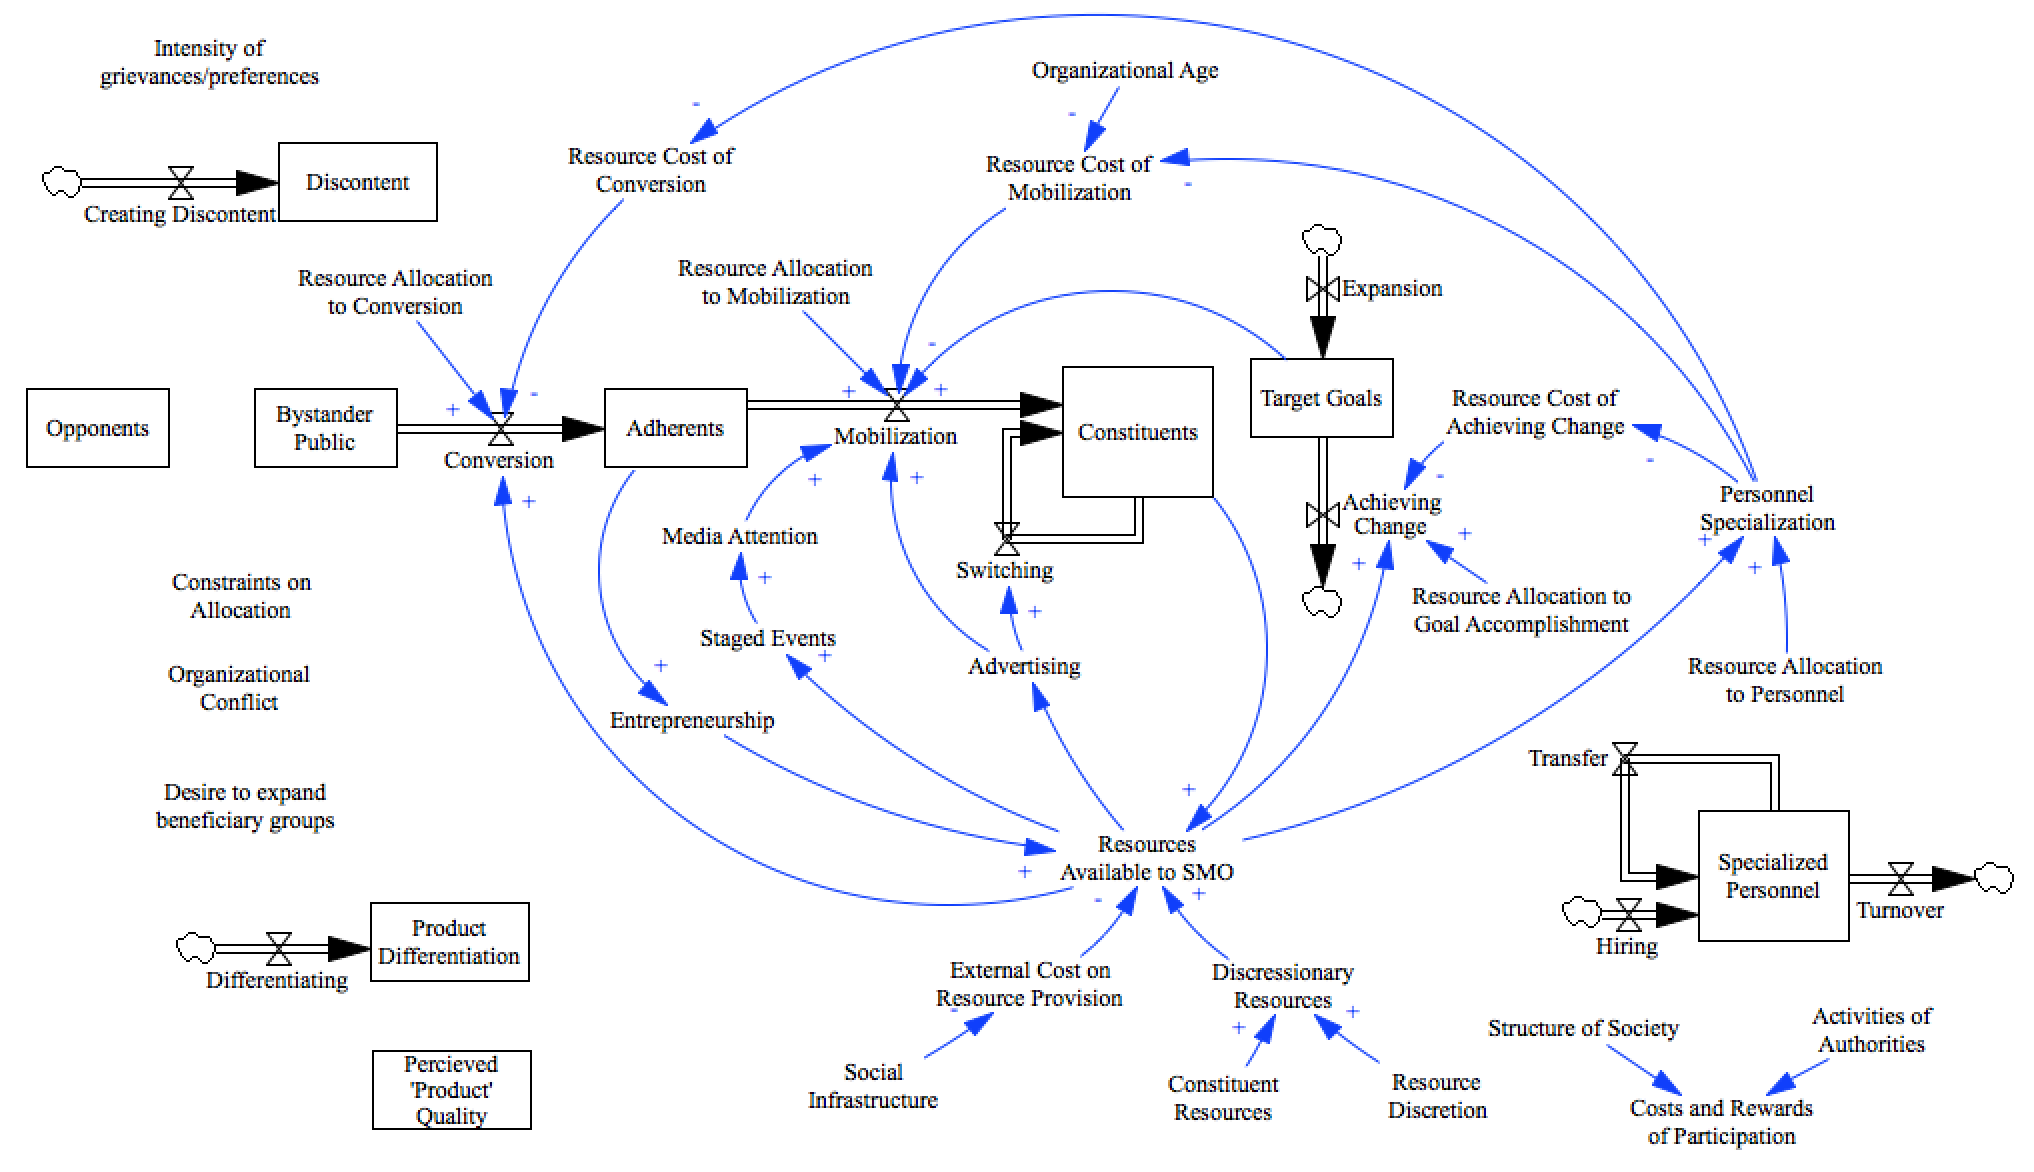 Intensity of
grievances/preferences
Organizational Age
-
-
Resource Cost of
Conversion
Resource Cost of
Mobilization
-
Discontent
Creating Discontent
Resource Allocation
to Conversion
Resource Allocation
to Mobilization
Expansion
-
+
-
+
+
Opponents
Bystander
Public
Conversion
Adherents
Mobilization
Constituents
Target Goals
Resource Cost of
Achieving Change
-
-
+
+
+
Achieving
Change
Personnel
Specialization
+
+
+
+
Media Attention
Switching
+
+
Constraints on
Allocation
Resource Allocation to
Goal Accomplishment
Staged Events
+
+
Advertising
Resource Allocation
to Personnel
Organizational
Conflict
Entrepreneurship
Transfer
Desire to expand
beneficiary groups
+
Resources
Available to SMO
+
-
+
Specialized
Personnel
Turnover
Hiring
Product
Differentiation
Differentiating
External Cost on
Resource Provision
-
Discressionary
Resources
+
+
Structure of Society
Activities of
Authorities
Percieved
'Product'
Quality
Social
Infrastructure
Constituent
Resources
Resource
Discretion
Costs and Rewards
of Participation